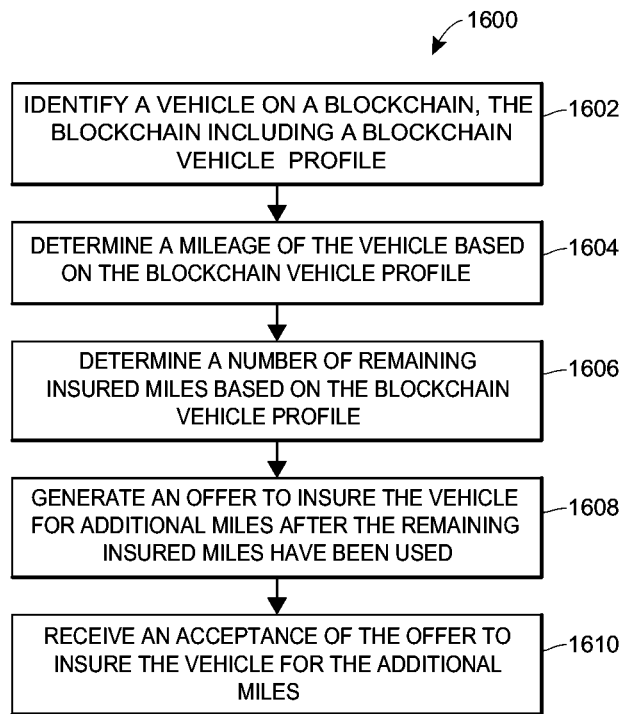 1600
IDENTIFY A VEHICLE ON A BLOCKCHAIN, THE
BLOCKCHAIN INCLUDING A BLOCKCHAIN
VEHICLE PROFILE
1602
DETERMINE A MILEAGE OF THE VEHICLE BASED
ON THE BLOCKCHAIN VEHICLE PROFILE
1604
DETERMINE A NUMBER OF REMAINING
INSURED MILES BASED ON THE BLOCKCHAIN
VEHICLE PROFILE
1606
GENERATE AN OFFER TO INSURE THE VEHICLE
FOR ADDITIONAL MILES AFTER THE REMAINING
INSURED MILES HAVE BEEN USED
1608
RECEIVE AN ACCEPTANCE OF THE OFFER TO
INSURE THE VEHICLE FOR THE ADDITIONAL
MILES
1610